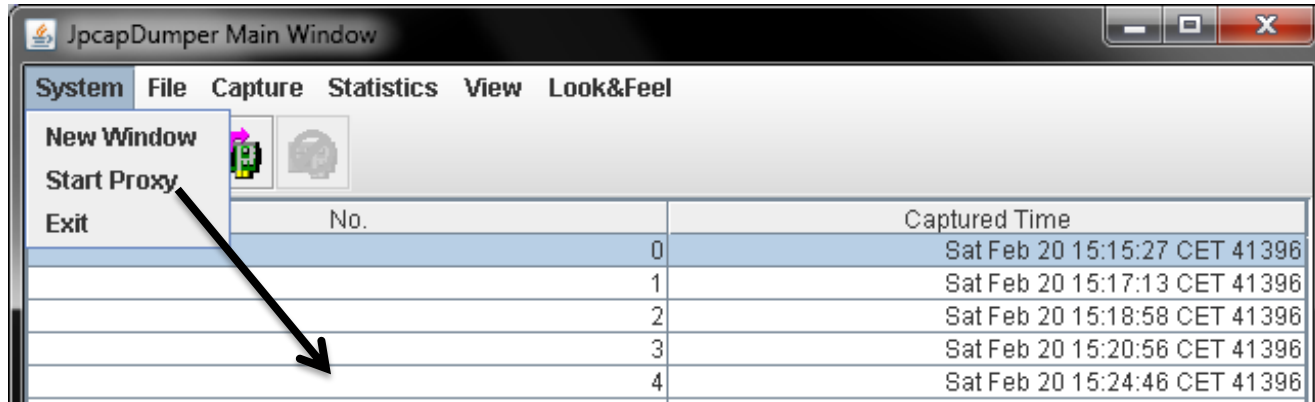 JpcapDumper Main Window
System File Capture Statistics View Look&Feel
New Window
Start Proxy
Exit
No. Captured Time
0 Sat Feb 20 15:15:27 CET 41396
1 Sat Feb 20 15:17:13 CET 41396
2 Sat Feb 20 15:18:58 CET 41396
3 Sat Feb 20 15:20:56 CET 41396
4 Sat Feb 20 15:24:46 CET 41396